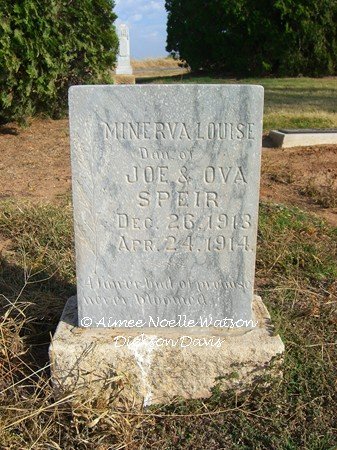 MINERVA LOUISE
Dau. of
JOE & OVA
SPEIR
DEC. 26, 1913
APR. 24, 1914
A flower bud of promise
never bloomed.
© Aimee Noelle Watson
Dickson Davis